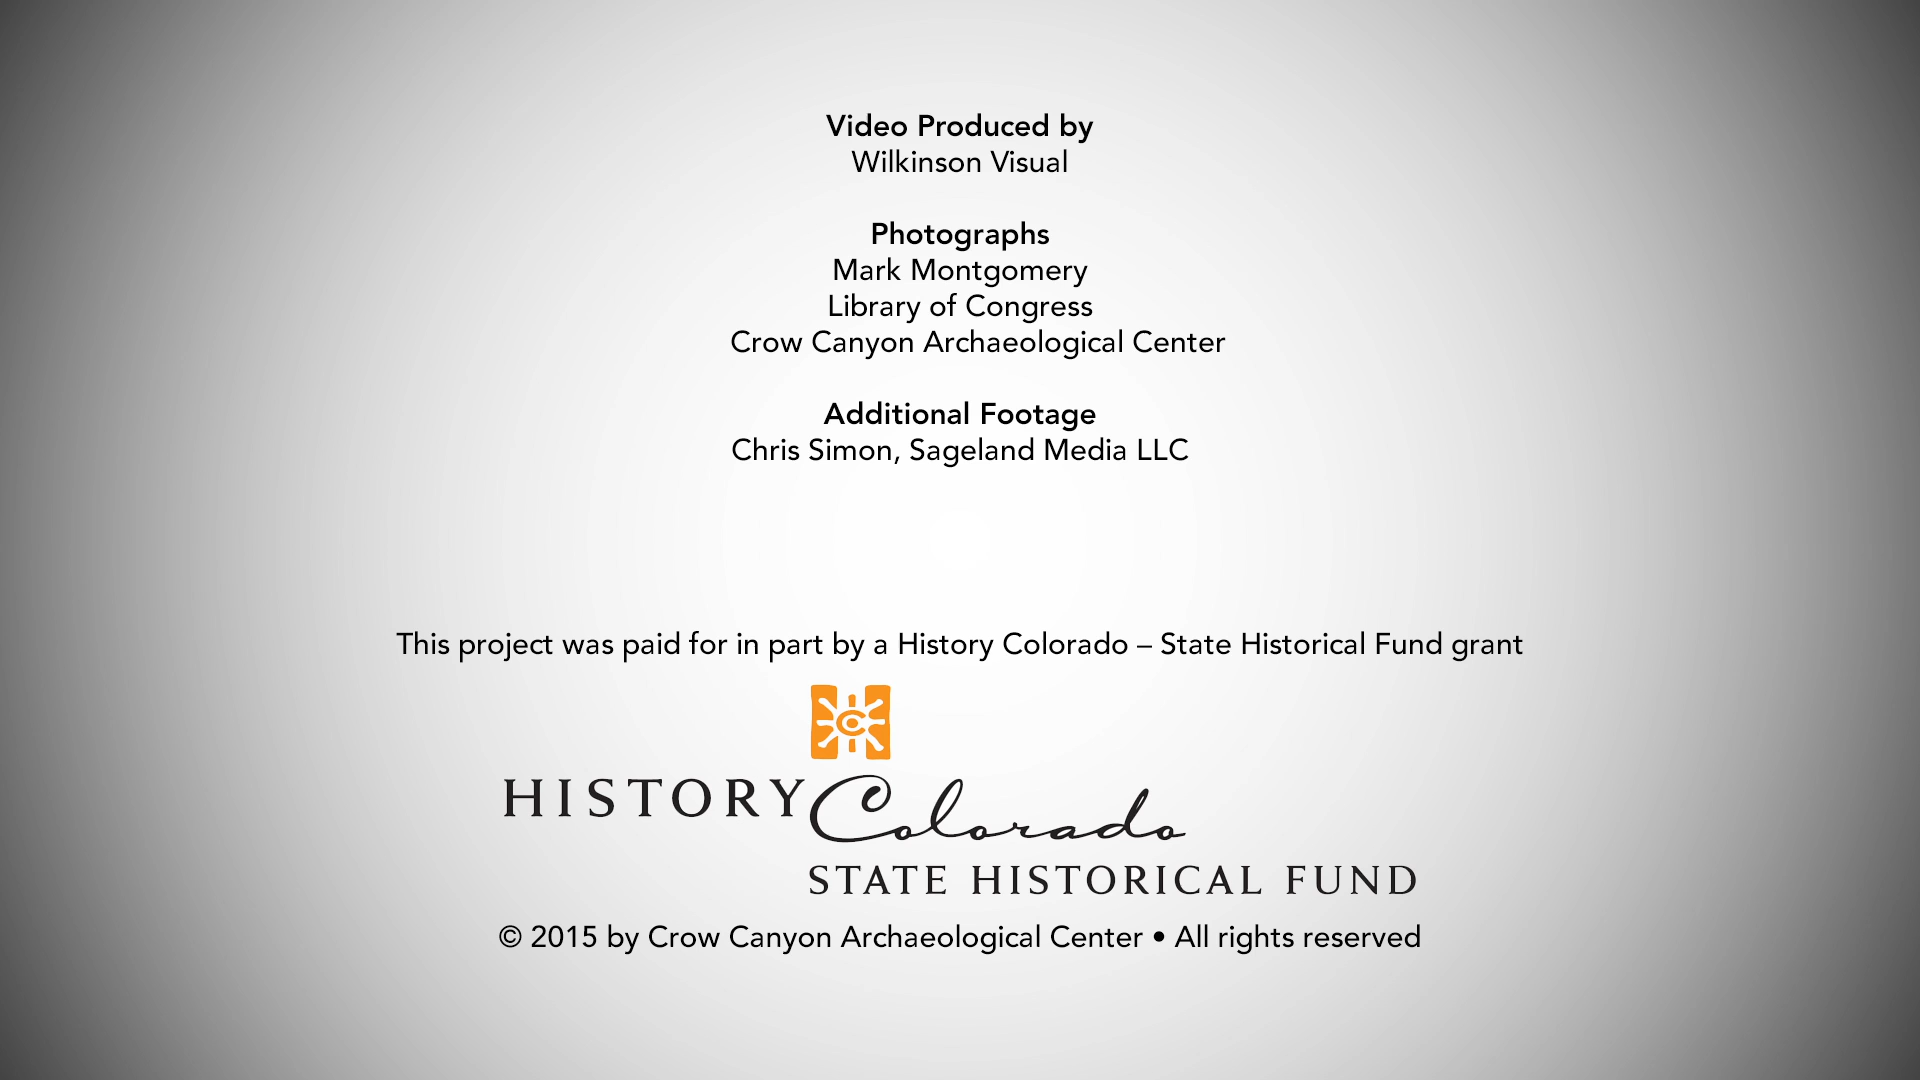 Video Produced by
Wilkinson Visual
Photographs
Mark Montgomery
Library of Congress
Crow Canyon Archaeological Center
Additional Footage
Chris Simon, Sageland Media LLC
This project was paid for in part by a History Colorado – State Historical Fund grant
HISTORY Colorado
STATE HISTORICAL FUND
© 2015 by Crow Canyon Archaeological Center • All rights reserved